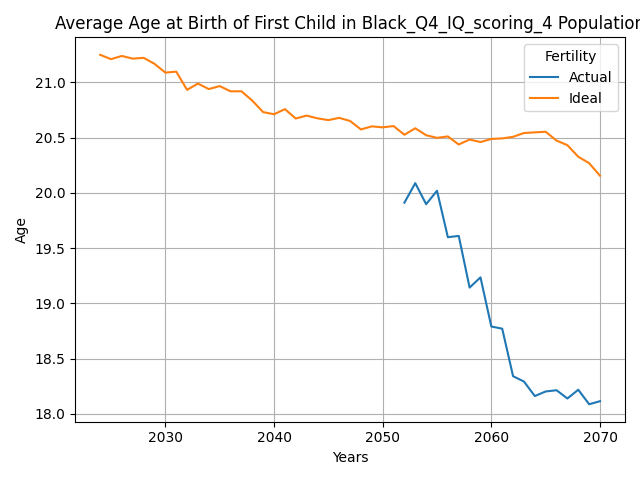 Average Age at Birth of First Child in Black_Q4_IQ_scoring_4 Population
Fertility
Actual
Ideal
21.0
20.5
20.0
19.5
19.0
18.5
18.0
Age
2030
2040
2050
2060
2070
Years